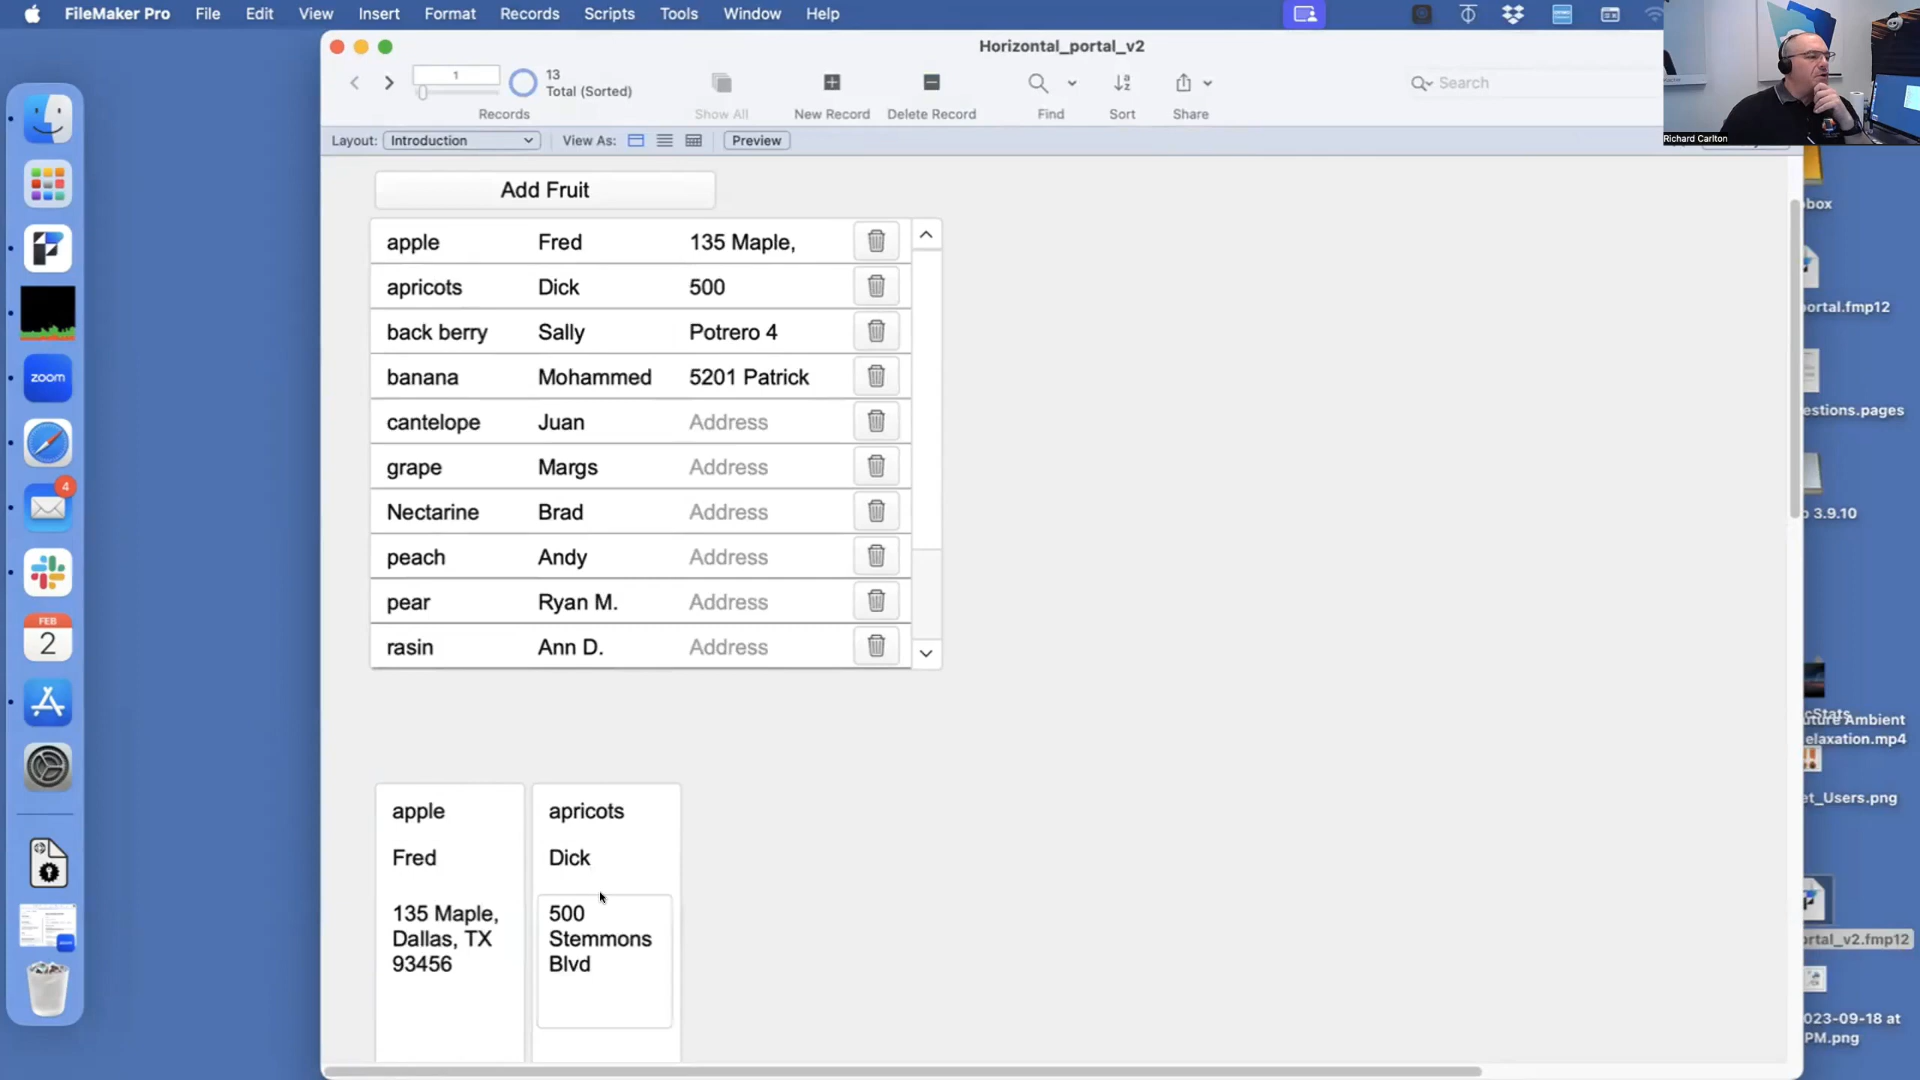 FileMaker Pro File Edit View Insert Format Records Scripts Tools Window Help
Horizontal_portal_v2
1
13
Total (Sorted)
Records
Show All
New Record
Delete Record
Find
Sort
Share
Search
Richard Carlton
Layout: Introduction View As: Preview
Add Fruit
apple Fred 135 Maple,
apricots Dick 500
back berry Sally Potrero 4
banana Mohammed 5201 Patrick
cantelope Juan Address
grape Margs Address
Nectarine Brad Address
peach Andy Address
pear Ryan M. Address
rasin Ann D. Address
apple
Fred
135 Maple,
Dallas, TX
93456
apricots
Dick
500
Stemmons
Blvd
zoom
4
FEB
2
box
ortal.fmp12
estions.pages
3.9.10
Ambient
elaxation.mp4
et_Users.png
rtal_v2.fmp12
023-09-18 at
PM.png